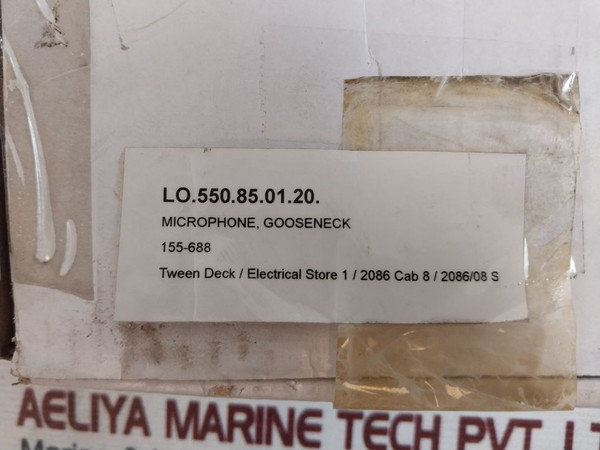 LO.550.85.01.20.
MICROPHONE, GOOSENECK
155-688
Tween Deck / Electrical Store 1 / 2086 Cab 8 / 2086/08 S
AELIYA MARINE TECH PVT. LT